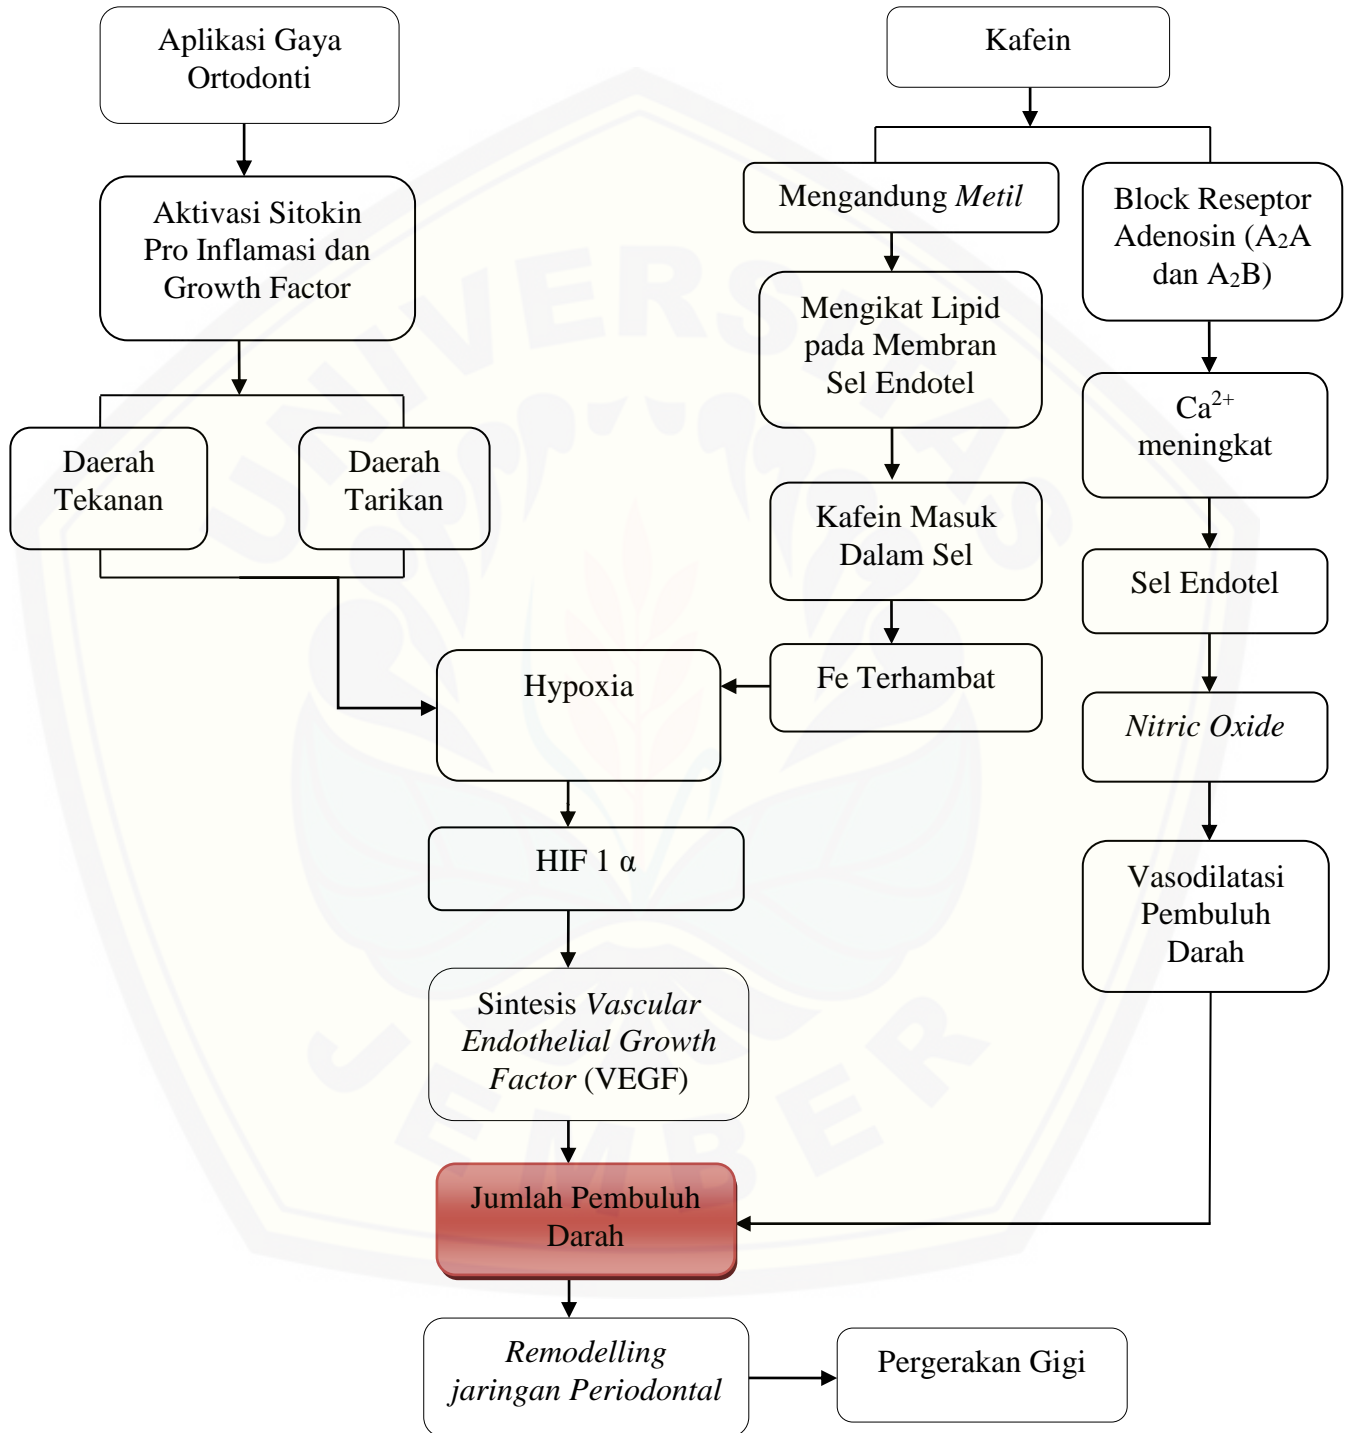 Aplikasi Gaya
Ortodonti
Kafein
Aktivasi Sitokin
Pro Inflamasi dan
Growth Factor
Mengandung Metil
Block Reseptor
Adenosin (A₂A
dan A₂B)
Mengikat Lipid
pada Membran
Sel Endotel
Ca²⁺
meningkat
Daerah
Tekanan
Daerah
Tarikan
Kafein Masuk
Dalam Sel
Sel Endotel
Hypoxia
Fe Terhambat
Nitric Oxide
HIF 1 α
Vasodilatasi
Pembuluh
Darah
Sintesis Vascular
Endothelial Growth
Factor (VEGF)
Jumlah Pembuluh
Darah
Remodelling
jaringan Periodontal
Pergerakan Gigi
UNIVERSITAS
JEMBER